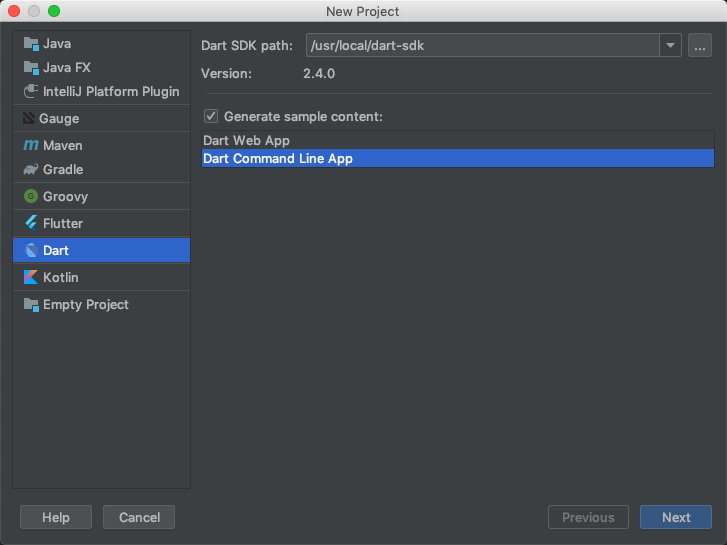 New Project
Java
Java FX
IntelliJ Platform Plugin
Gauge
m Maven
Gradle
G Groovy
Flutter
Dart
Kotlin
Empty Project
Dart SDK path: /usr/local/dart-sdk ...
Version: 2.4.0
Generate sample content:
Dart Web App
Dart Command Line App
Help Cancel Previous Next